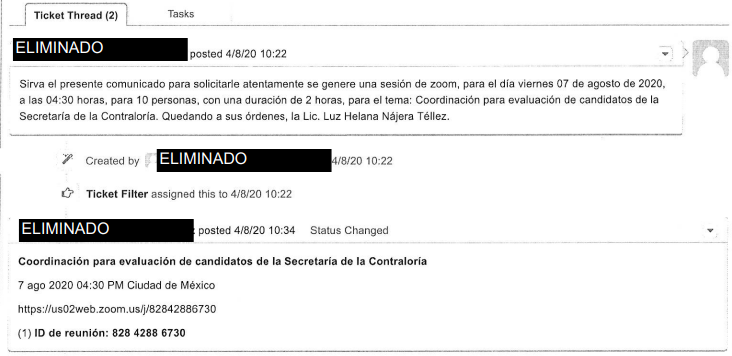 Ticket Thread (2) Tasks
ELIMINADO posted 4/8/20 10:22
Sirva el presente comunicado para solicitarle atentamente se genere una sesión de zoom, para el día viernes 07 de agosto de 2020,
a las 04:30 horas, para 10 personas, con una duración de 2 horas, para el tema: Coordinación para evaluación de candidatos de la
Secretaría de la Contraloría. Quedando a sus órdenes, la Lic. Luz Helana Nájera Téllez.
Created by ELIMINADO 4/8/20 10:22
Ticket Filter assigned this to 4/8/20 10:22
ELIMINADO posted 4/8/20 10:34 Status Changed
Coordinación para evaluación de candidatos de la Secretaría de la Contraloría
7 ago 2020 04:30 PM Ciudad de México
https://us02web.zoom.us/j/82842886730
(1) ID de reunión: 828 4288 6730